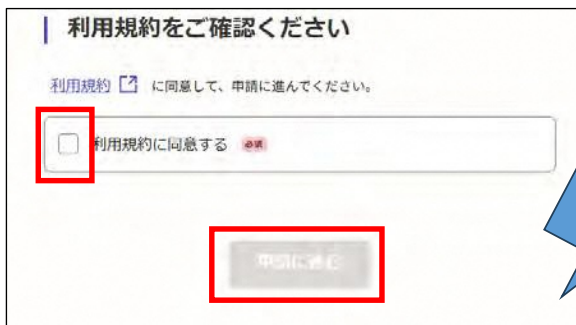 利用規約をご確認ください
利用規約 に同意して、申請に進んでください。
利用規約に同意する 必須
申請に進む